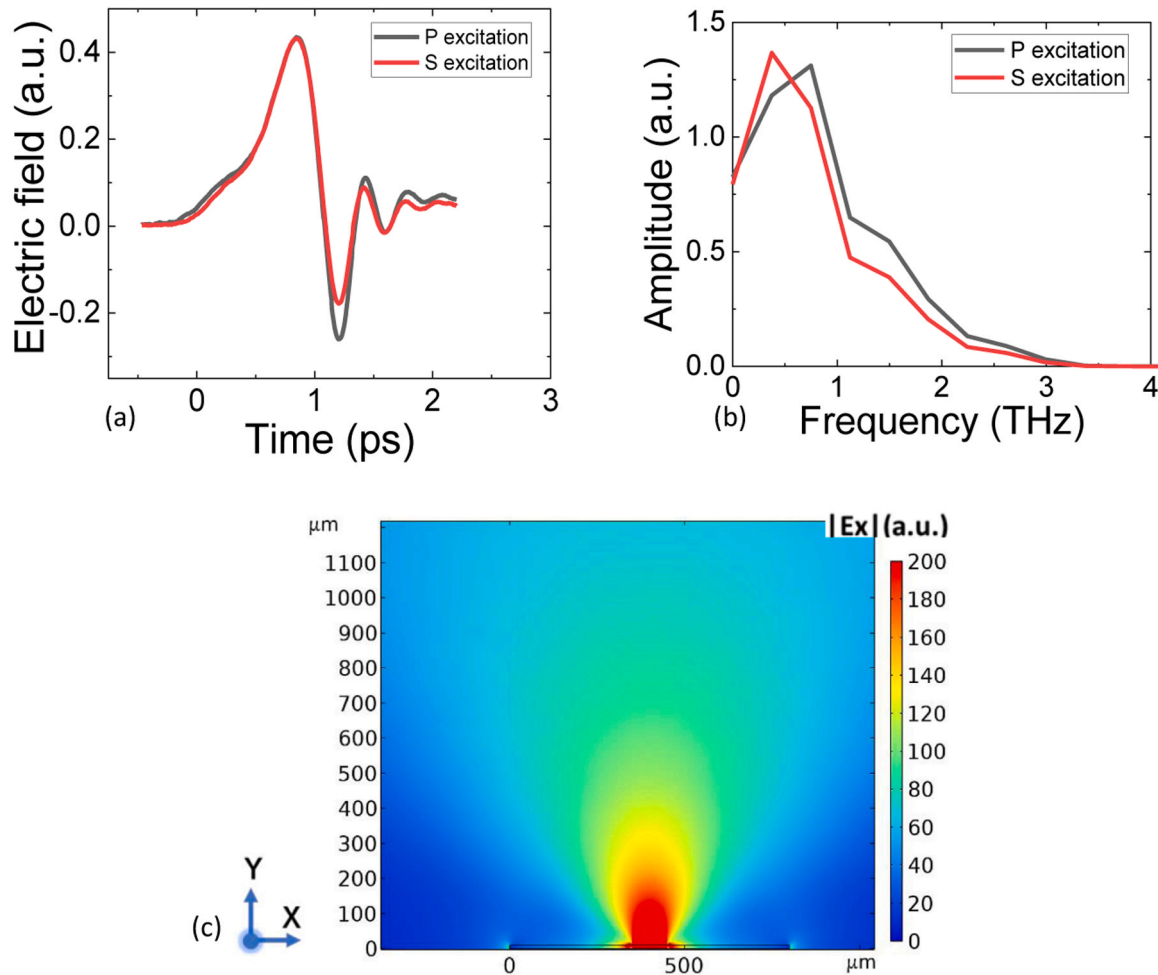 Electric field (a.u.)
0.4
0.2
0.0
-0.2
P excitation
S excitation
0 1 2 3
(a)
Time (ps)
Amplitude (a.u.)
1.5
1.0
0.5
0.0
P excitation
S excitation
0 1 2 3 4
(b)
Frequency (THz)
µm
|Ex|(a.u.)
1100
1000
900
800
700
600
500
400
300
200
100
0
200
180
160
140
120
100
80
60
40
20
0
0 500 µm
Y
X
(c)